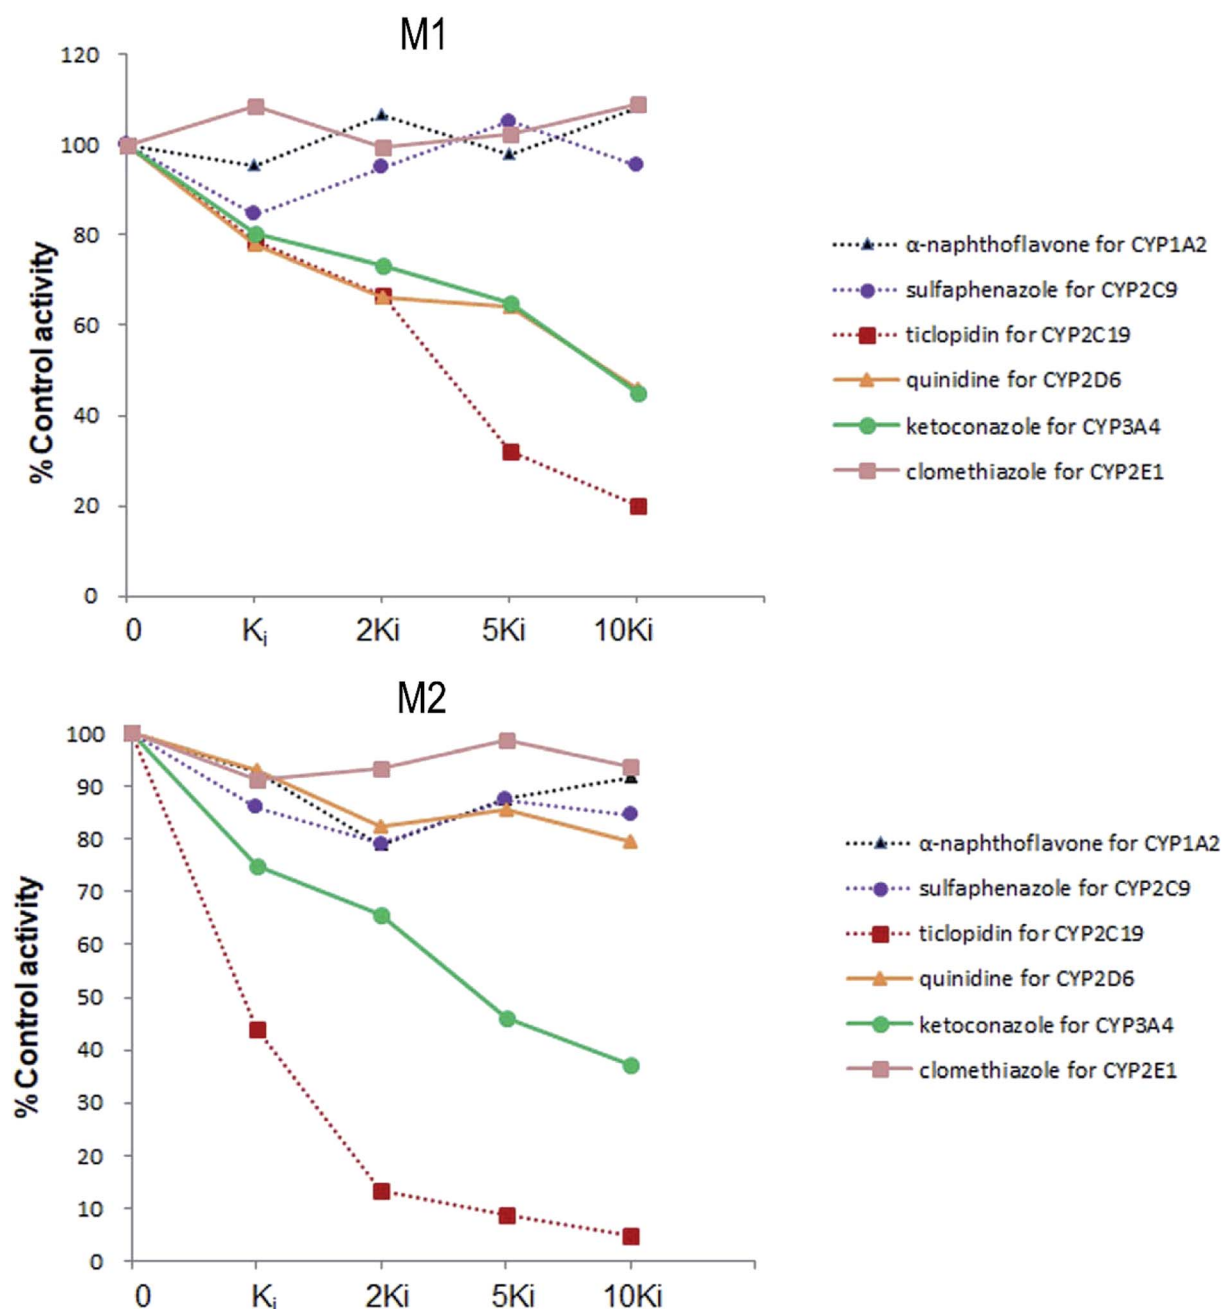 M1
% Control activity
120
100
80
60
40
20
0
0 Ki 2Ki 5Ki 10Ki
α-naphthoflavone for CYP1A2
sulfaphenazole for CYP2C9
ticlopidin for CYP2C19
quinidine for CYP2D6
ketoconazole for CYP3A4
clomethiazole for CYP2E1
M2
% Control activity
100
90
80
70
60
50
40
30
20
10
0
0 Ki 2Ki 5Ki 10Ki
α-naphthoflavone for CYP1A2
sulfaphenazole for CYP2C9
ticlopidin for CYP2C19
quinidine for CYP2D6
ketoconazole for CYP3A4
clomethiazole for CYP2E1